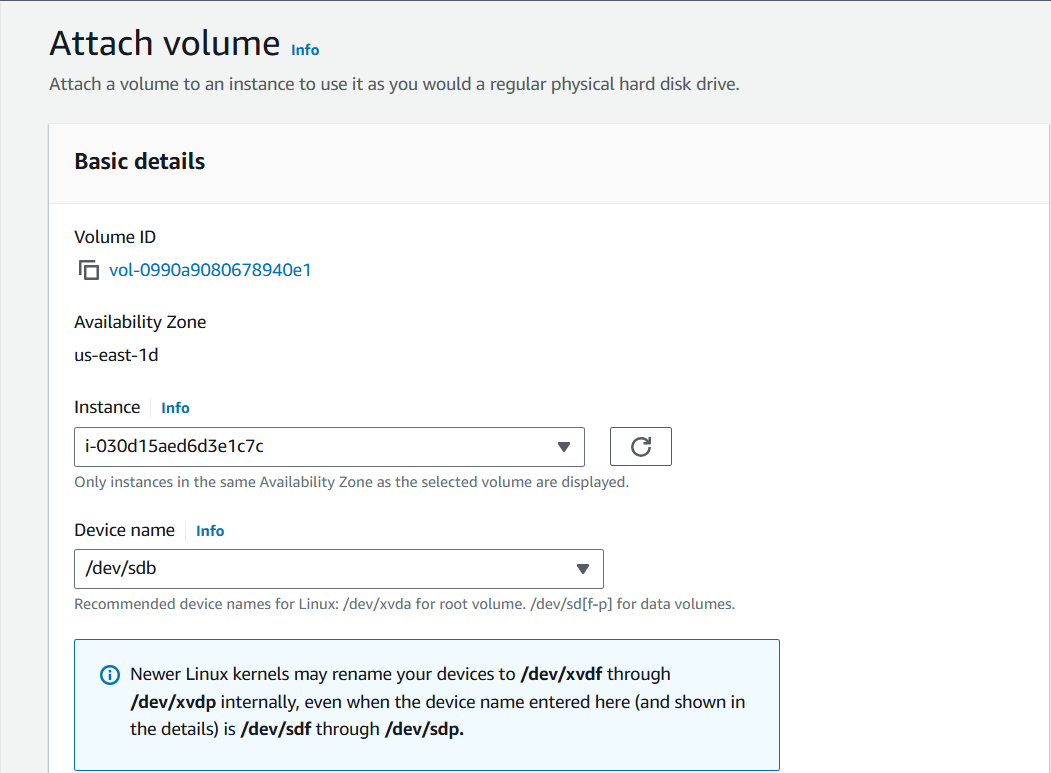 Attach volume Info
Attach a volume to an instance to use it as you would a regular physical hard disk drive.
Basic details
Volume ID
vol-0990a9080678940e1
Availability Zone
us-east-1d
Instance Info
i-030d15aed6d3e1c7c
Only instances in the same Availability Zone as the selected volume are displayed.
Device name Info
/dev/sdb
Recommended device names for Linux: /dev/xvda for root volume. /dev/sd[f-p] for data volumes.
Newer Linux kernels may rename your devices to /dev/xvdf through
/dev/xvdp internally, even when the device name entered here (and shown in
the details) is /dev/sdf through /dev/sdp.